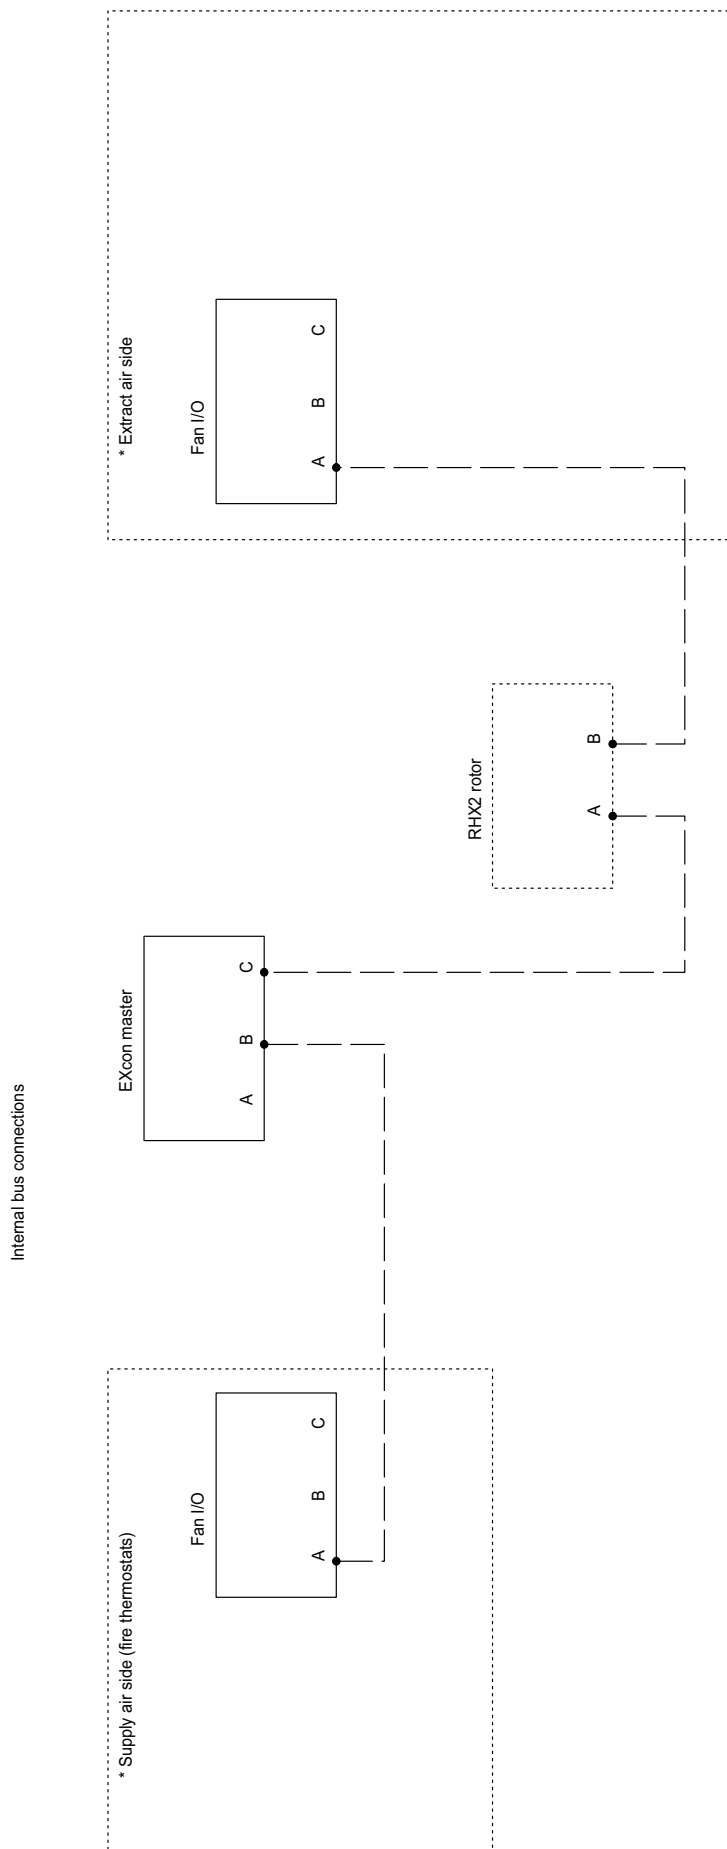 Internal bus connections
* Supply air side (fire thermostats)
Fan I/O
A B C
EXcon master
A B C
RHX2 rotor
A B
* Extract air side
Fan I/O
A B C